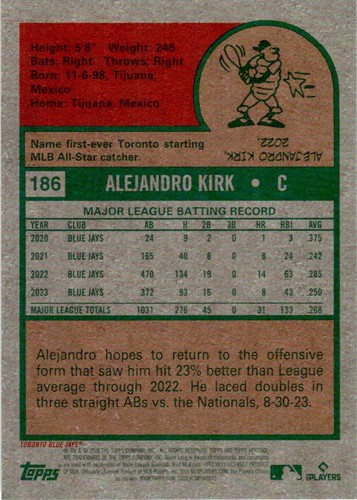 Height: 5'8" Weight: 245
Bats: Right Throws: Right
Born: 11-6-98, Tijuana,
Mexico
Home: Tijuana, Mexico
Name first-ever Toronto starting
MLB All-Star catcher.
ALEJANDRO KIRK
2022.
186 ALEJANDRO KIRK • C
MAJOR LEAGUE BATTING RECORD
YEAR CLUB AB H 2B 3B HR RBI AVG
2020 BLUE JAYS 24 9 2 0 1 3 .375
2021 BLUE JAYS 165 40 8 0 8 24 .242
2022 BLUE JAYS 470 134 19 0 14 63 .285
2023 BLUE JAYS 372 93 16 0 8 43 .250
MAJOR LEAGUE TOTALS 1031 276 45 0 31 133 .268
Alejandro hopes to return to the offensive
form that saw him hit 23% better than League
average through 2022. He laced doubles in
three straight ABs vs. the Nationals, 8-30-23.
TORONTO BLUE JAYS
Topps
MLB PLAYERS